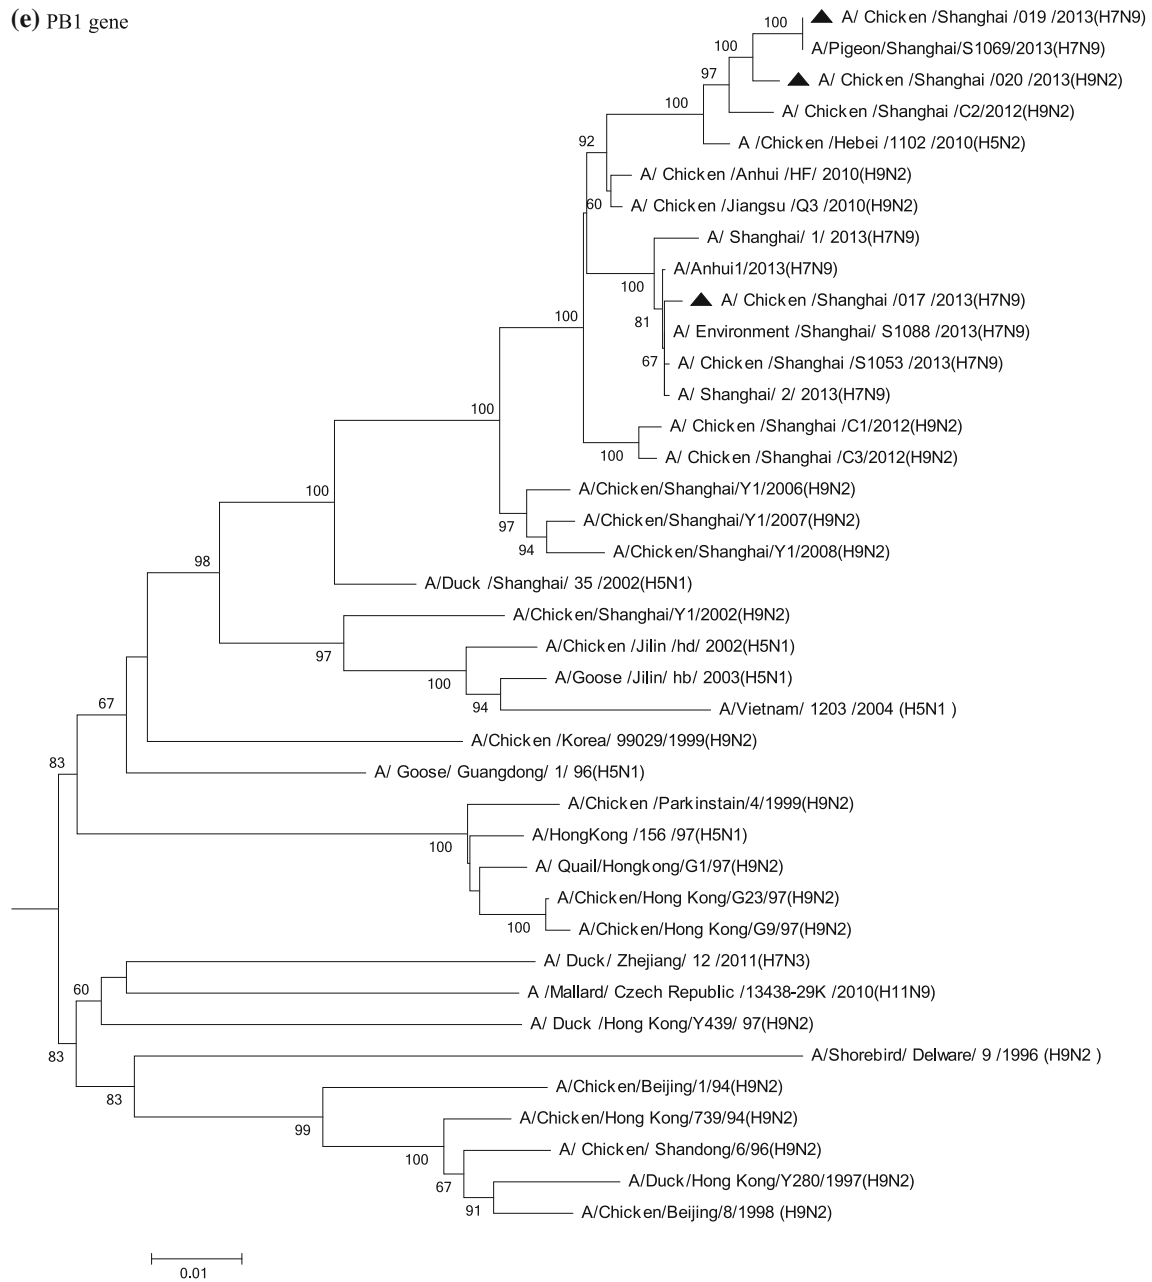 (e) PB1 gene
100
A/ Chicken /Shanghai /019 /2013(H7N9)
A/Pigeon/Shanghai/S1069/2013(H7N9)
100
A/ Chicken /Shanghai /020 /2013(H9N2)
97
A/ Chicken /Shanghai /C2/2012(H9N2)
100
A /Chicken /Hebei /1102 /2010(H5N2)
92
A/ Chicken /Anhui /HF/ 2010(H9N2)
60
A/ Chicken /Jiangsu /Q3 /2010(H9N2)
A/ Shanghai/ 1/ 2013(H7N9)
A/Anhui1/2013(H7N9)
100
A/ Chicken /Shanghai /017 /2013(H7N9)
100
81
A/ Environment /Shanghai/ S1088 /2013(H7N9)
67
A/ Chicken /Shanghai /S1053 /2013(H7N9)
A/ Shanghai/ 2/ 2013(H7N9)
100
A/ Chicken /Shanghai /C1/2012(H9N2)
100
A/ Chicken /Shanghai /C3/2012(H9N2)
100
A/Chicken/Shanghai/Y1/2006(H9N2)
97
A/Chicken/Shanghai/Y1/2007(H9N2)
94
A/Chicken/Shanghai/Y1/2008(H9N2)
98
A/Duck /Shanghai/ 35 /2002(H5N1)
A/Chicken/Shanghai/Y1/2002(H9N2)
97
A/Chicken /Jilin /hd/ 2002(H5N1)
100
A/Goose /Jilin/ hb/ 2003(H5N1)
94
A/Vietnam/ 1203 /2004 (H5N1 )
67
A/Chicken /Korea/ 99029/1999(H9N2)
83
A/ Goose/ Guangdong/ 1/ 96(H5N1)
A/Chicken /Parkinstain/4/1999(H9N2)
100
A/HongKong /156 /97(H5N1)
A/ Quail/Hongkong/G1/97(H9N2)
A/Chicken/Hong Kong/G23/97(H9N2)
100
A/Chicken/Hong Kong/G9/97(H9N2)
A/ Duck/ Zhejiang/ 12 /2011(H7N3)
60
A /Mallard/ Czech Republic /13438-29K /2010(H11N9)
A/ Duck /Hong Kong/Y439/ 97(H9N2)
83
A/Shorebird/ Delware/ 9 /1996 (H9N2 )
83
A/Chicken/Beijing/1/94(H9N2)
99
A/Chicken/Hong Kong/739/94(H9N2)
100
A/ Chicken/ Shandong/6/96(H9N2)
67
A/Duck/Hong Kong/Y280/1997(H9N2)
91
A/Chicken/Beijing/8/1998 (H9N2)
0.01